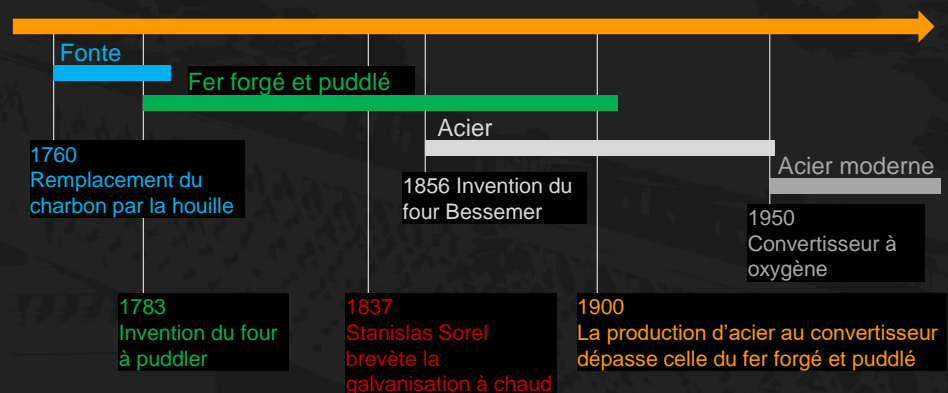 Fonte
Fer forgé et puddlé
Acier
Acier moderne
1760
Remplacement du
charbon par la houille
1856 Invention du
four Bessemer
1950
Convertisseur à
oxygène
1783
Invention du four
à puddler
1837
Stanislas Sorel
brevète la
galvanisation à chaud
1900
La production d'acier au convertisseur
dépasse celle du fer forgé et puddlé